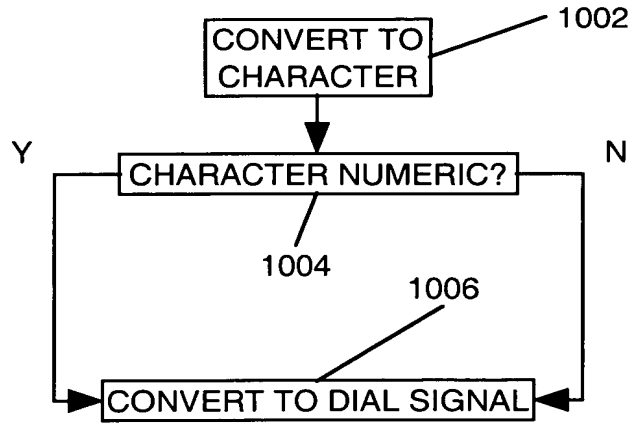 1002
CONVERT TO
CHARACTER
Y
N
CHARACTER NUMERIC?
1004
1006
CONVERT TO DIAL SIGNAL